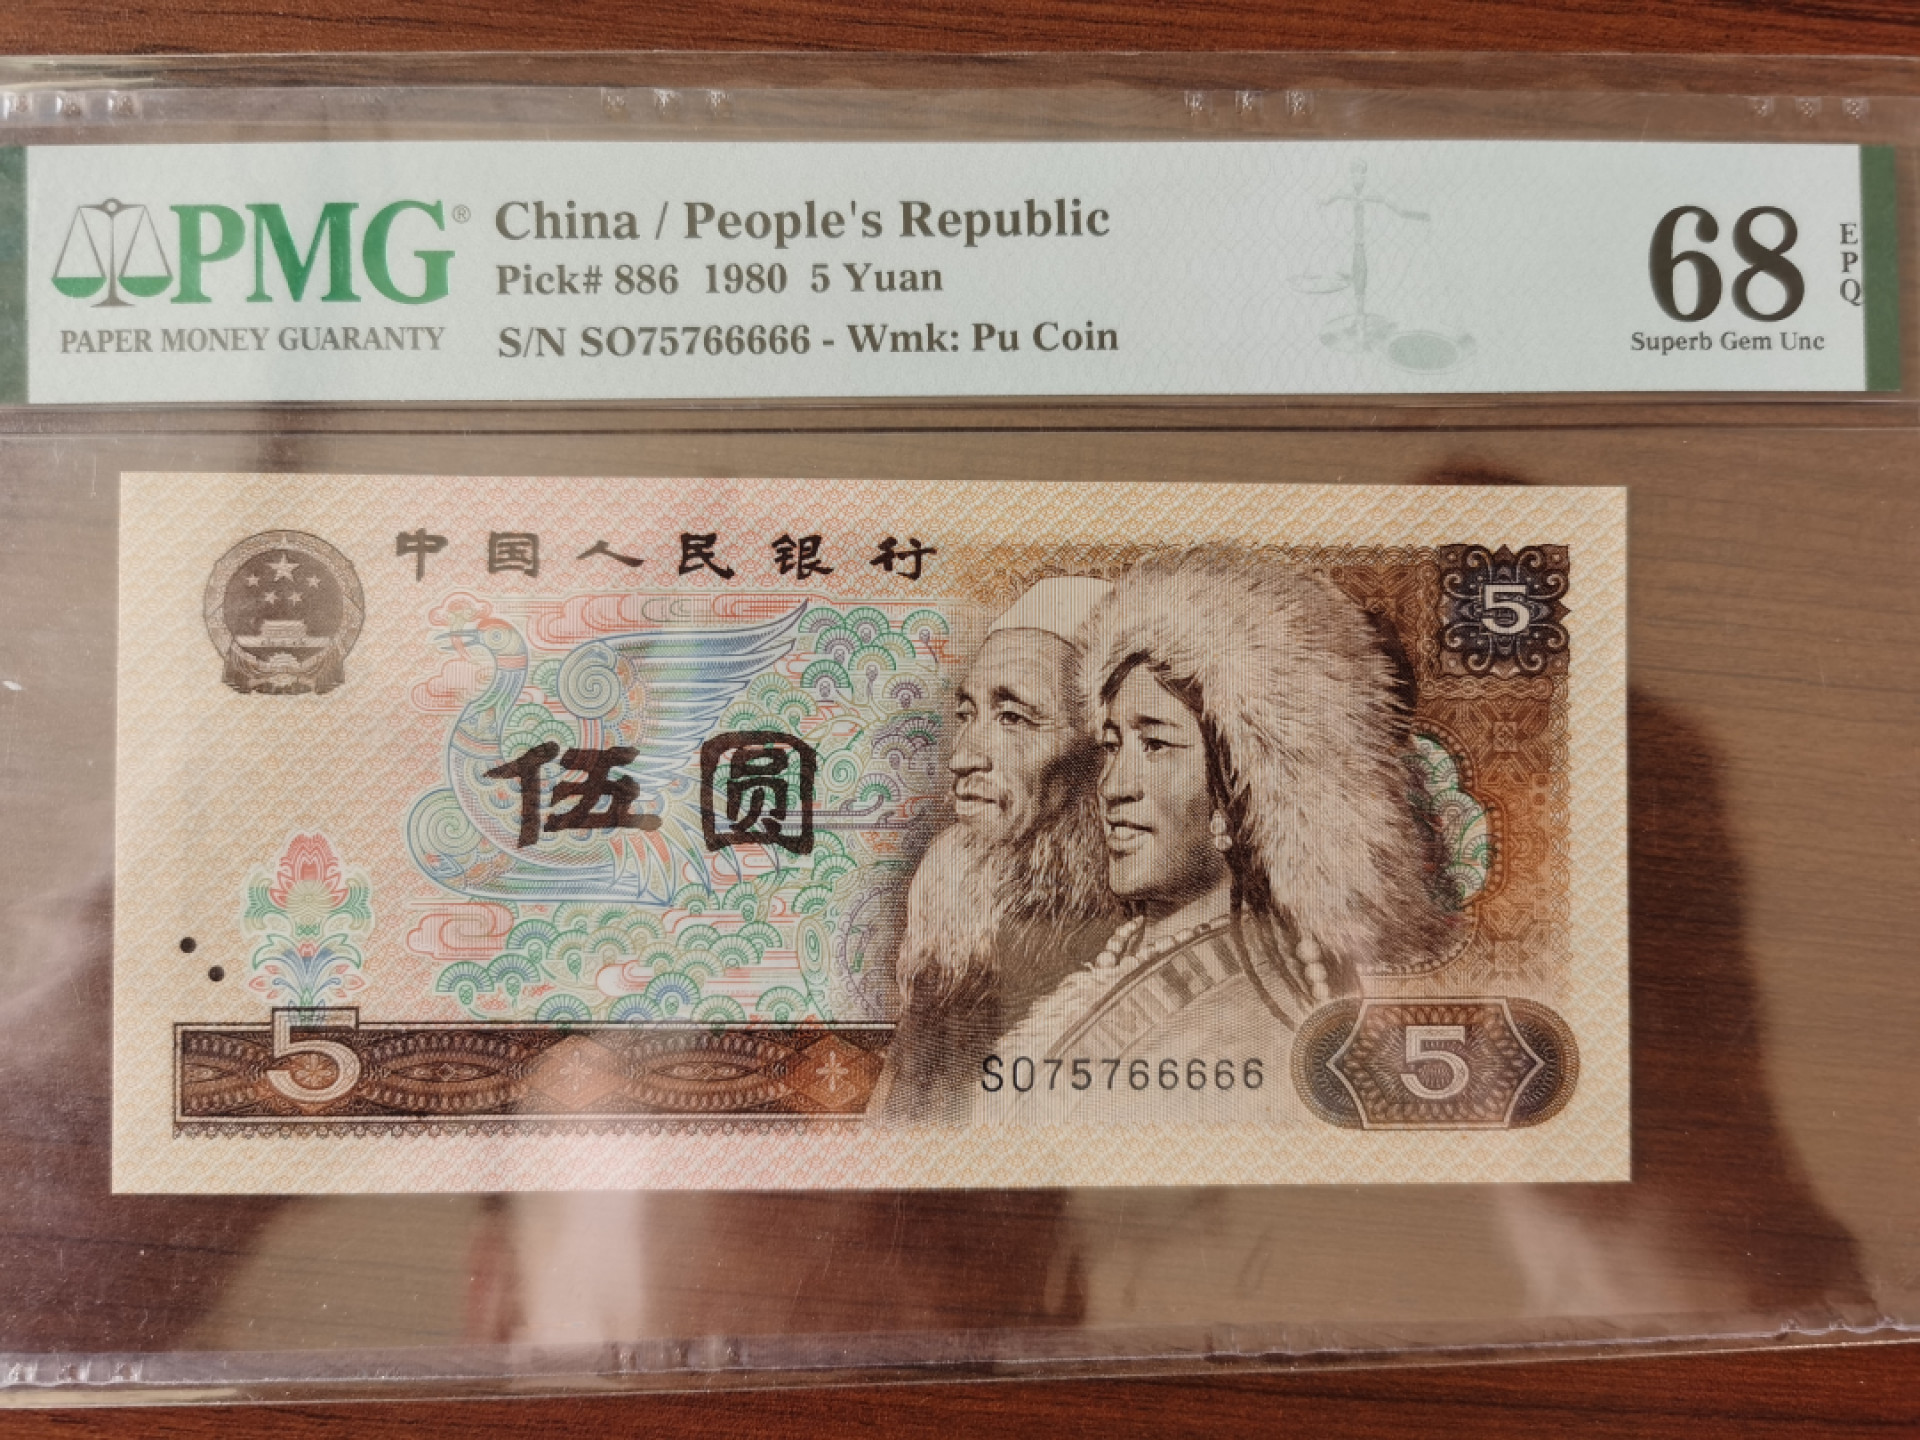 PMG®
PAPER MONEY GUARANTY
China / People's Republic
Pick# 886 1980 5 Yuan
S/N SO75766666 - Wmk: Pu Coin
68
EPQ
Superb Gem Unc
中国人民银行
5
伍圆
5
SO75766666
5